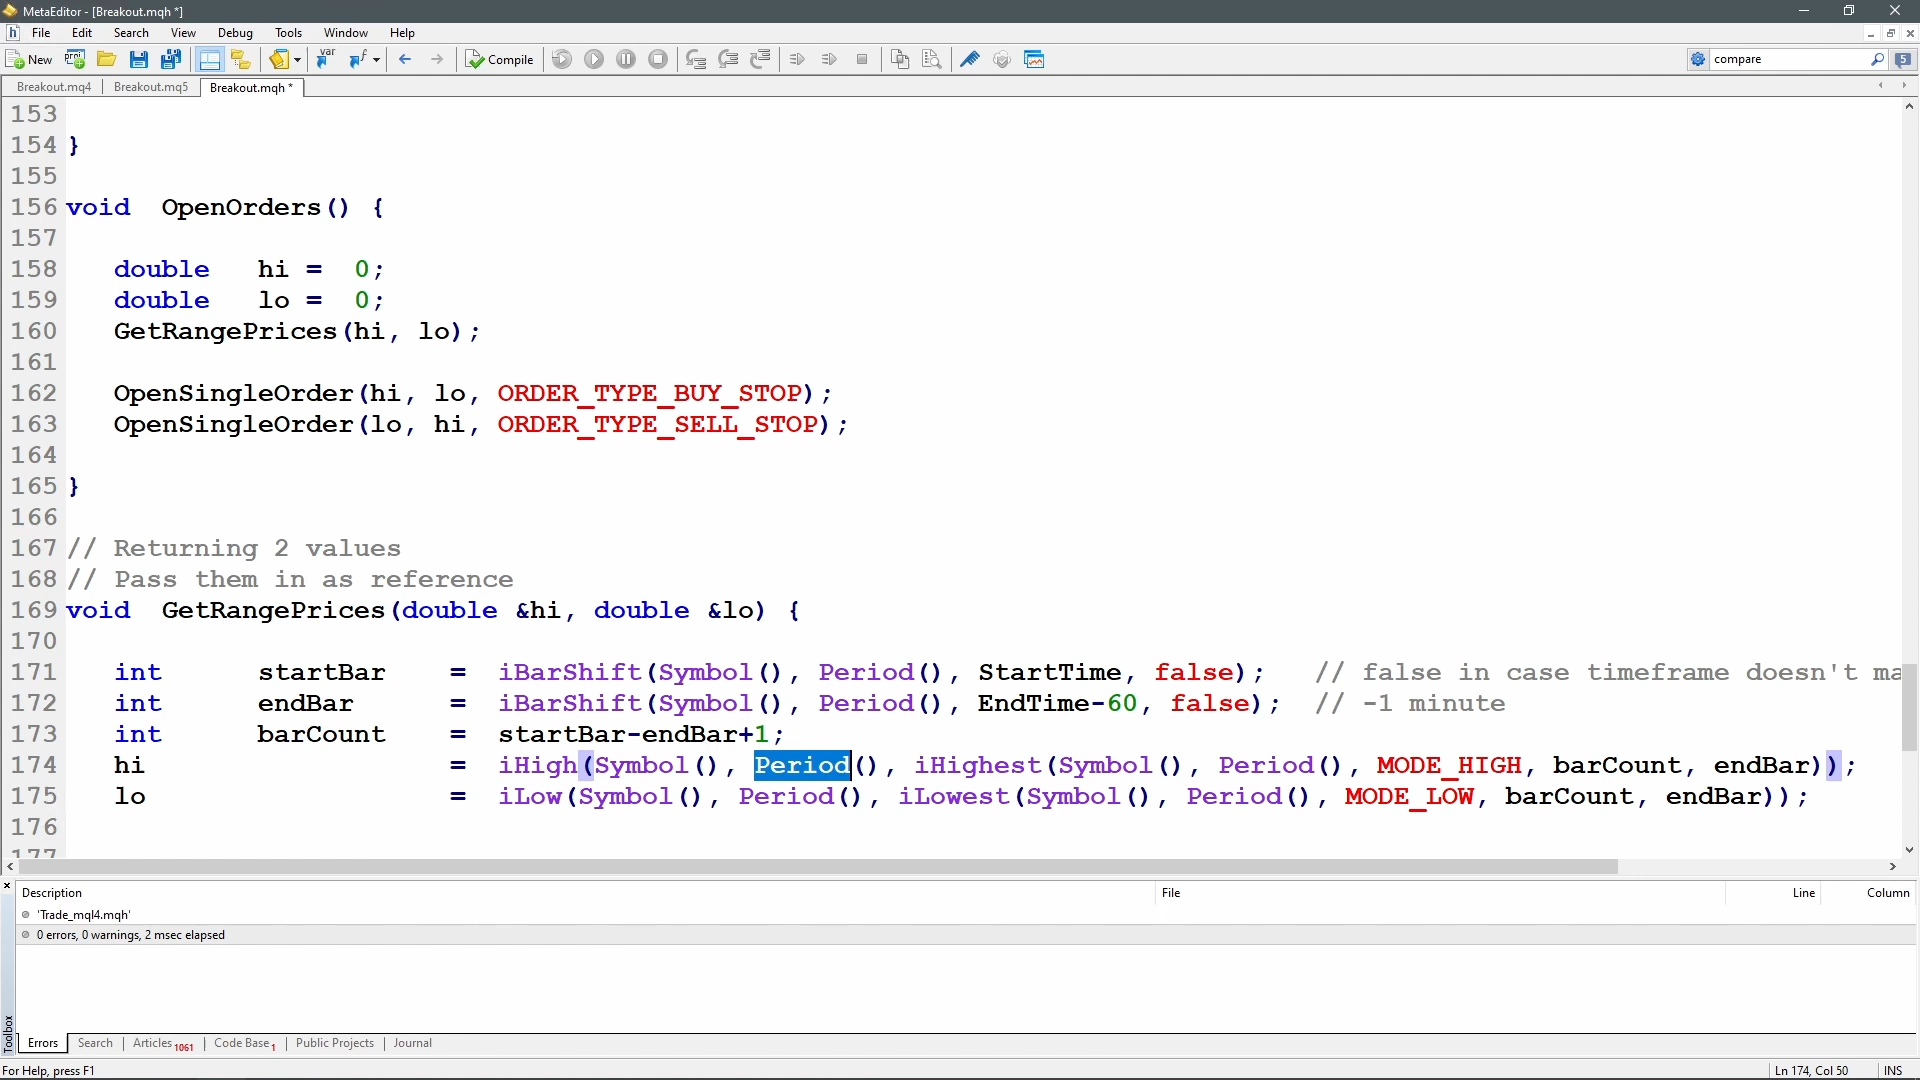 MetaEditor - [Breakout.mqh *]
File Edit Search View Debug Tools Window Help
New Compile compare 5
Breakout.mq4 Breakout.mq5 Breakout.mqh *
153
154 }
155
156 void OpenOrders() {
157
158 double hi = 0;
159 double lo = 0;
160 GetRangePrices(hi, lo);
161
162 OpenSingleOrder(hi, lo, ORDER_TYPE_BUY_STOP);
163 OpenSingleOrder(lo, hi, ORDER_TYPE_SELL_STOP);
164
165 }
166
167 // Returning 2 values
168 // Pass them in as reference
169 void GetRangePrices(double &hi, double &lo) {
170
171 int startBar = iBarShift(Symbol(), Period(), StartTime, false); // false in case timeframe doesn't ma
172 int endBar = iBarShift(Symbol(), Period(), EndTime-60, false); // -1 minute
173 int barCount = startBar-endBar+1;
174 hi = iHigh(Symbol(), Period(), iHighest(Symbol(), Period(), MODE_HIGH, barCount, endBar));
175 lo = iLow(Symbol(), Period(), iLowest(Symbol(), Period(), MODE_LOW, barCount, endBar));
176
177
Description File Line Column
'Trade_mql4.mqh'
0 errors, 0 warnings, 2 msec elapsed
Toolbox
Errors Search Articles 1061 Code Base 1 Public Projects Journal
For Help, press F1 Ln 174, Col 50 INS